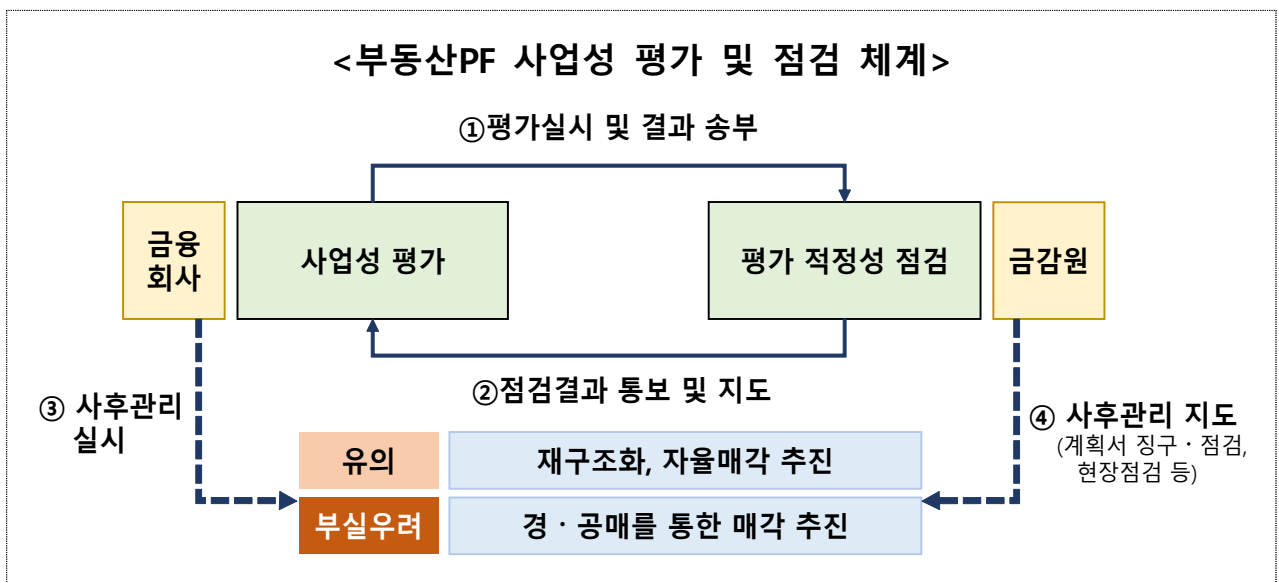 <부동산PF 사업성 평가 및 점검 체계>
①평가실시 및 결과 송부
금융
회사
사업성 평가
평가 적정성 점검
금감원
②점검결과 통보 및 지도
③ 사후관리
실시
④ 사후관리 지도
(계획서 징구 · 점검,
현장점검 등)
유의
재구조화, 자율매각 추진
부실우려
경 · 공매를 통한 매각 추진